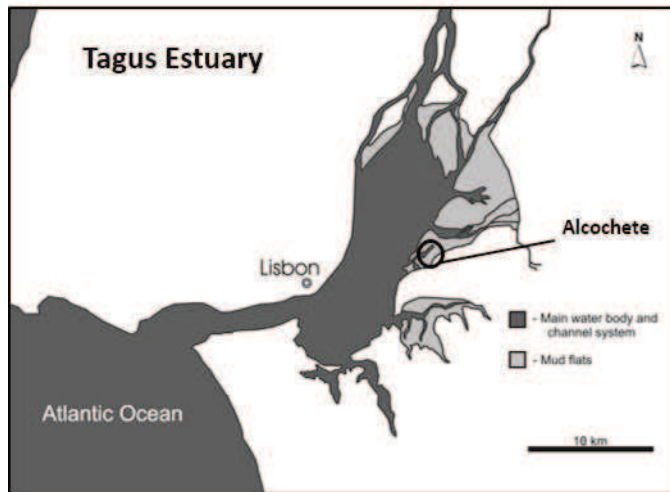 Tagus Estuary
N
Alcochete
Lisbon
- Main water body and
channel system
- Mud flats
Atlantic Ocean
10 km